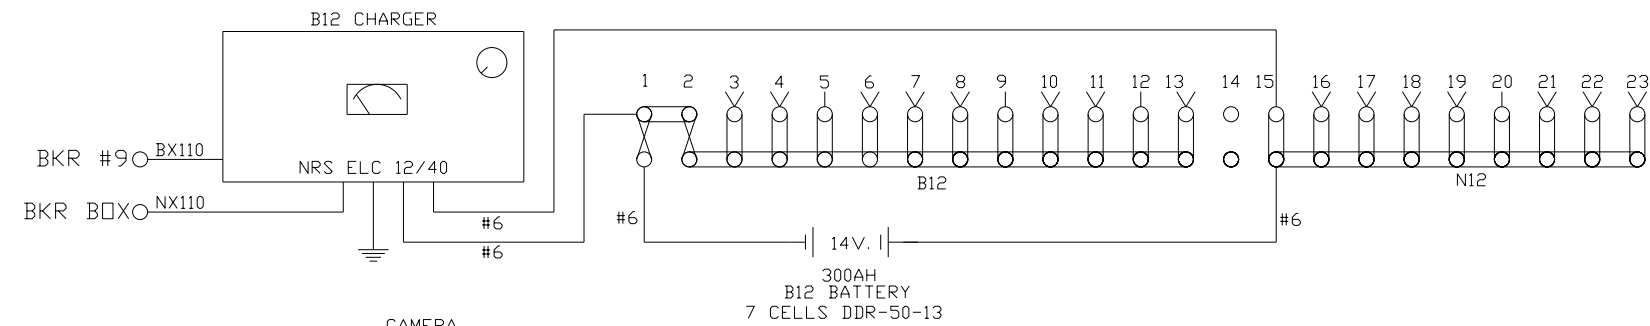 B12 CHARGER
1 2 3 4 5 6 7 8 9 10 11 12 13 14 15 16 17 18 19 20 21 22 23
BKR #9 BX110
NRS ELC 12/40
B12
N12
BKR BOX NX110
#6
#6
#6
#6
14V.
300AH
B12 BATTERY
7 CELLS DDR-50-13
CAMERA